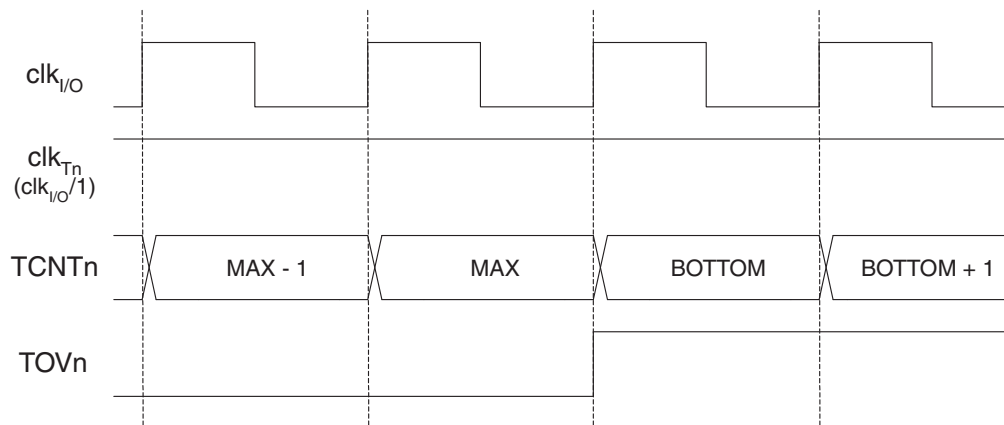 clkI/O
clkTn
(clkI/O/1)
TCNTn
MAX - 1
MAX
BOTTOM
BOTTOM + 1
TOVn